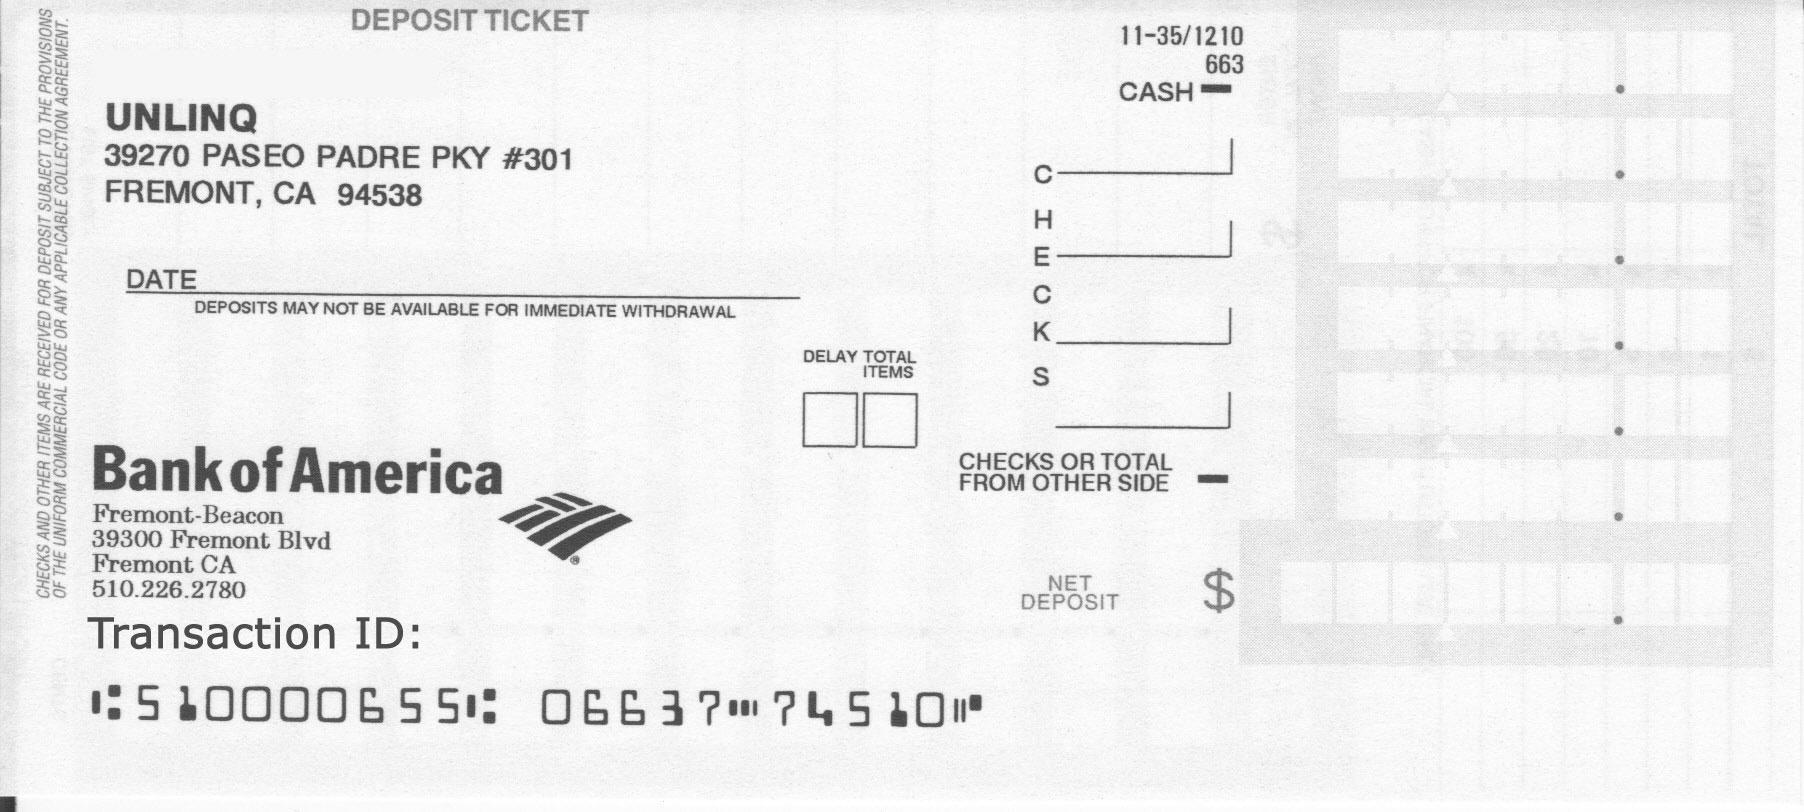 DEPOSIT TICKET
11-35/1210
663
CASH
UNLINQ
39270 PASEO PADRE PKY #301
FREMONT, CA 94538
DATE
DEPOSITS MAY NOT BE AVAILABLE FOR IMMEDIATE WITHDRAWAL
C
H
E
C
K
S
DELAY TOTAL
ITEMS
CHECKS OR TOTAL
FROM OTHER SIDE
NET
DEPOSIT
$
Bank of America
Fremont-Beacon
39300 Fremont Blvd
Fremont CA
510.226.2780
Transaction ID:
⑆510000655⑆ 06637⑉74510⑈
CHECKS AND OTHER ITEMS ARE RECEIVED FOR DEPOSIT SUBJECT TO THE PROVISIONS
OF THE UNIFORM COMMERCIAL CODE OR ANY APPLICABLE COLLECTION AGREEMENT.